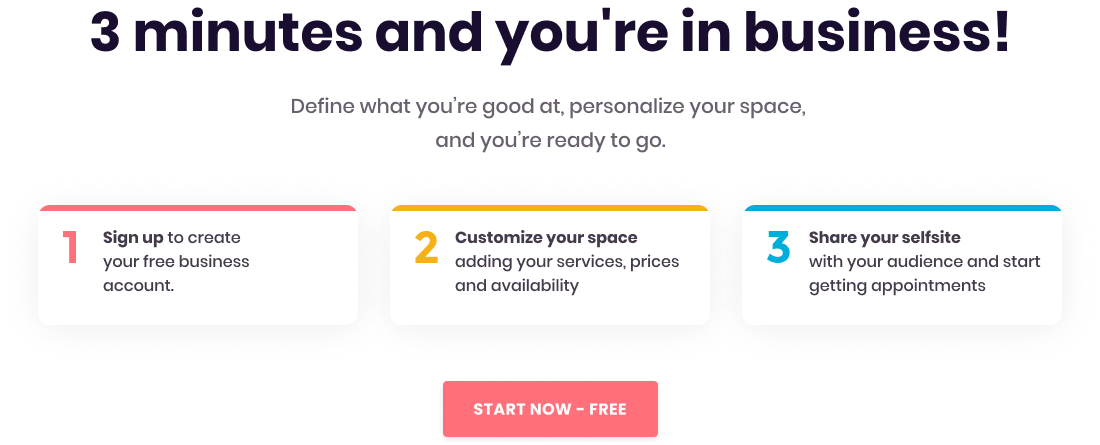 3 minutes and you're in business!
Define what you’re good at, personalize your space,
and you’re ready to go.
1
Sign up to create
your free business
account.
2
Customize your space
adding your services, prices
and availability
3
Share your selfsite
with your audience and start
getting appointments
START NOW - FREE